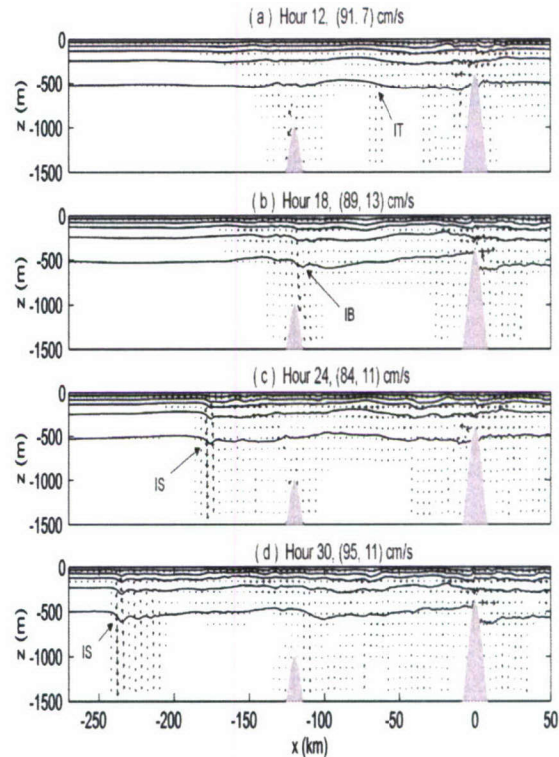 ( a ) Hour 12, (91. 7) cm/s
z (m)
0
-500
-1000
-1500
IT
( b ) Hour 18, (89, 13) cm/s
z (m)
0
-500
-1000
-1500
IB
( c ) Hour 24, (84, 11) cm/s
z (m)
0
-500
-1000
-1500
IS
( d ) Hour 30, (95, 11) cm/s
z (m)
0
-500
-1000
-1500
IS
-250 -200 -150 -100 -50 0 50
x (km)